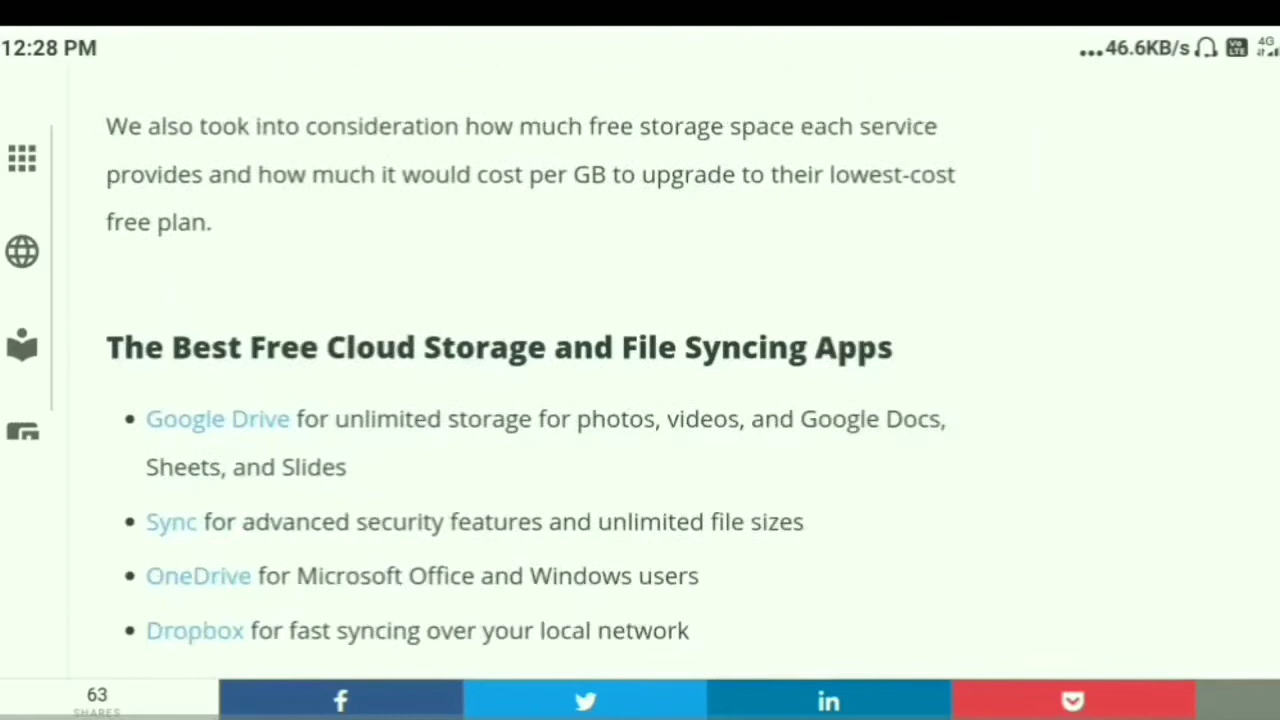 12:28 PM
...46.6KB/s Vo LTE 4G
We also took into consideration how much free storage space each service
provides and how much it would cost per GB to upgrade to their lowest-cost
free plan.
The Best Free Cloud Storage and File Syncing Apps
• Google Drive for unlimited storage for photos, videos, and Google Docs,
Sheets, and Slides
• Sync for advanced security features and unlimited file sizes
• OneDrive for Microsoft Office and Windows users
• Dropbox for fast syncing over your local network
63
SHARES